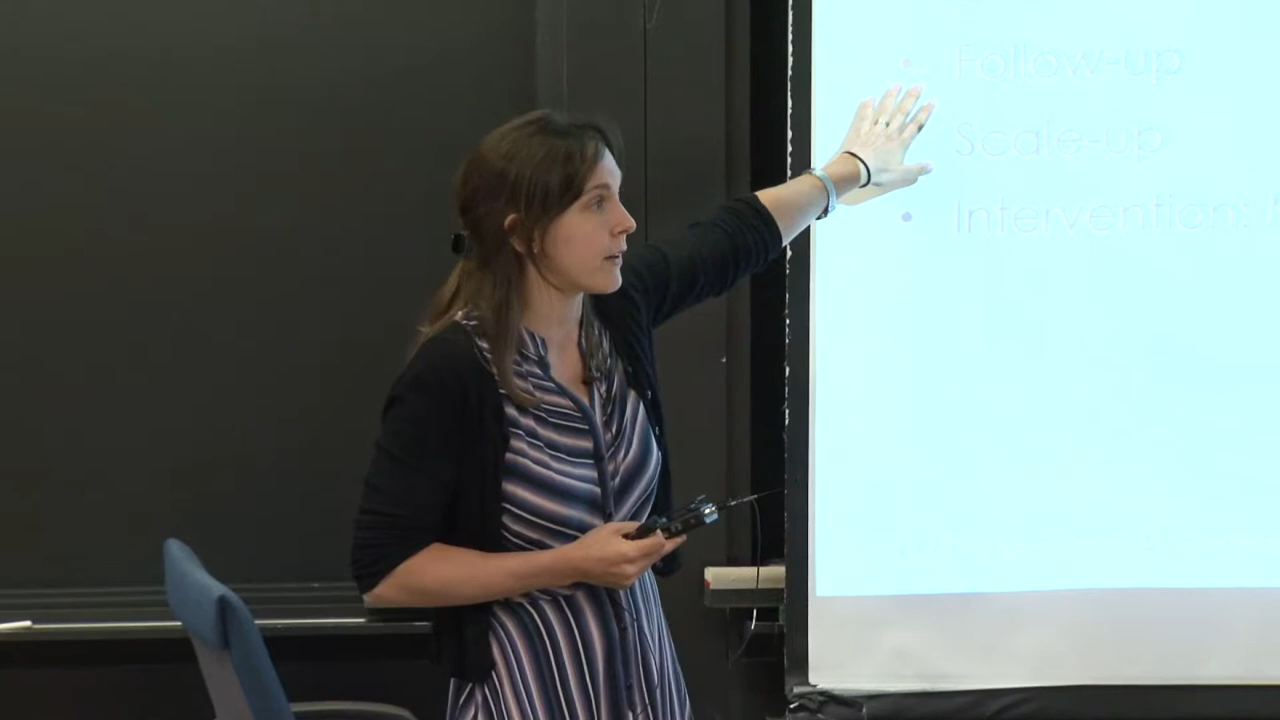 • Follow-up
Scale-up
• Intervention: